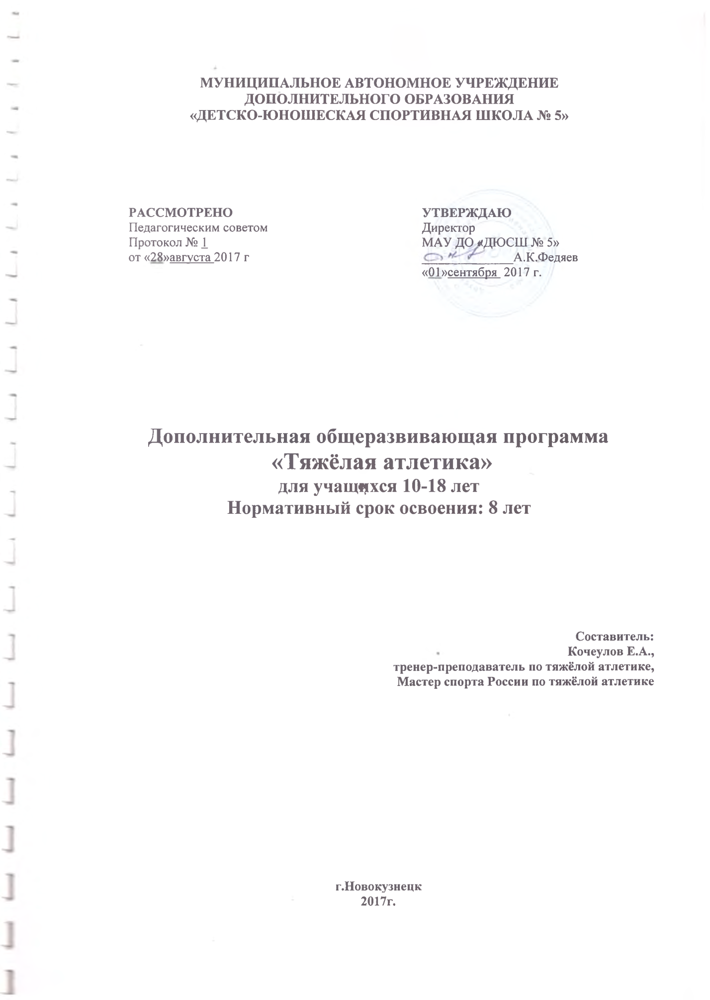 МУНИЦИПАЛЬНОЕ АВТОНОМНОЕ УЧРЕЖДЕНИЕ
ДОПОЛНИТЕЛЬНОГО ОБРАЗОВАНИЯ
«ДЕТСКО-ЮНОШЕСКАЯ СПОРТИВНАЯ ШКОЛА № 5»
РАССМОТРЕНО
Педагогическим советом
Протокол № 1
от «28»августа 2017 г
УТВЕРЖДАЮ
Директор
МАУ ДО «ДЮСШ № 5»
А.К.Федяев
«01»сентября 2017 г.
Дополнительная общеразвивающая программа
«Тяжёлая атлетика»
для учащихся 10-18 лет
Нормативный срок освоения: 8 лет
Составитель:
Кочеулов Е.А.,
тренер-преподаватель по тяжёлой атлетике,
Мастер спорта России по тяжёлой атлетике
г.Новокузнецк
2017г.